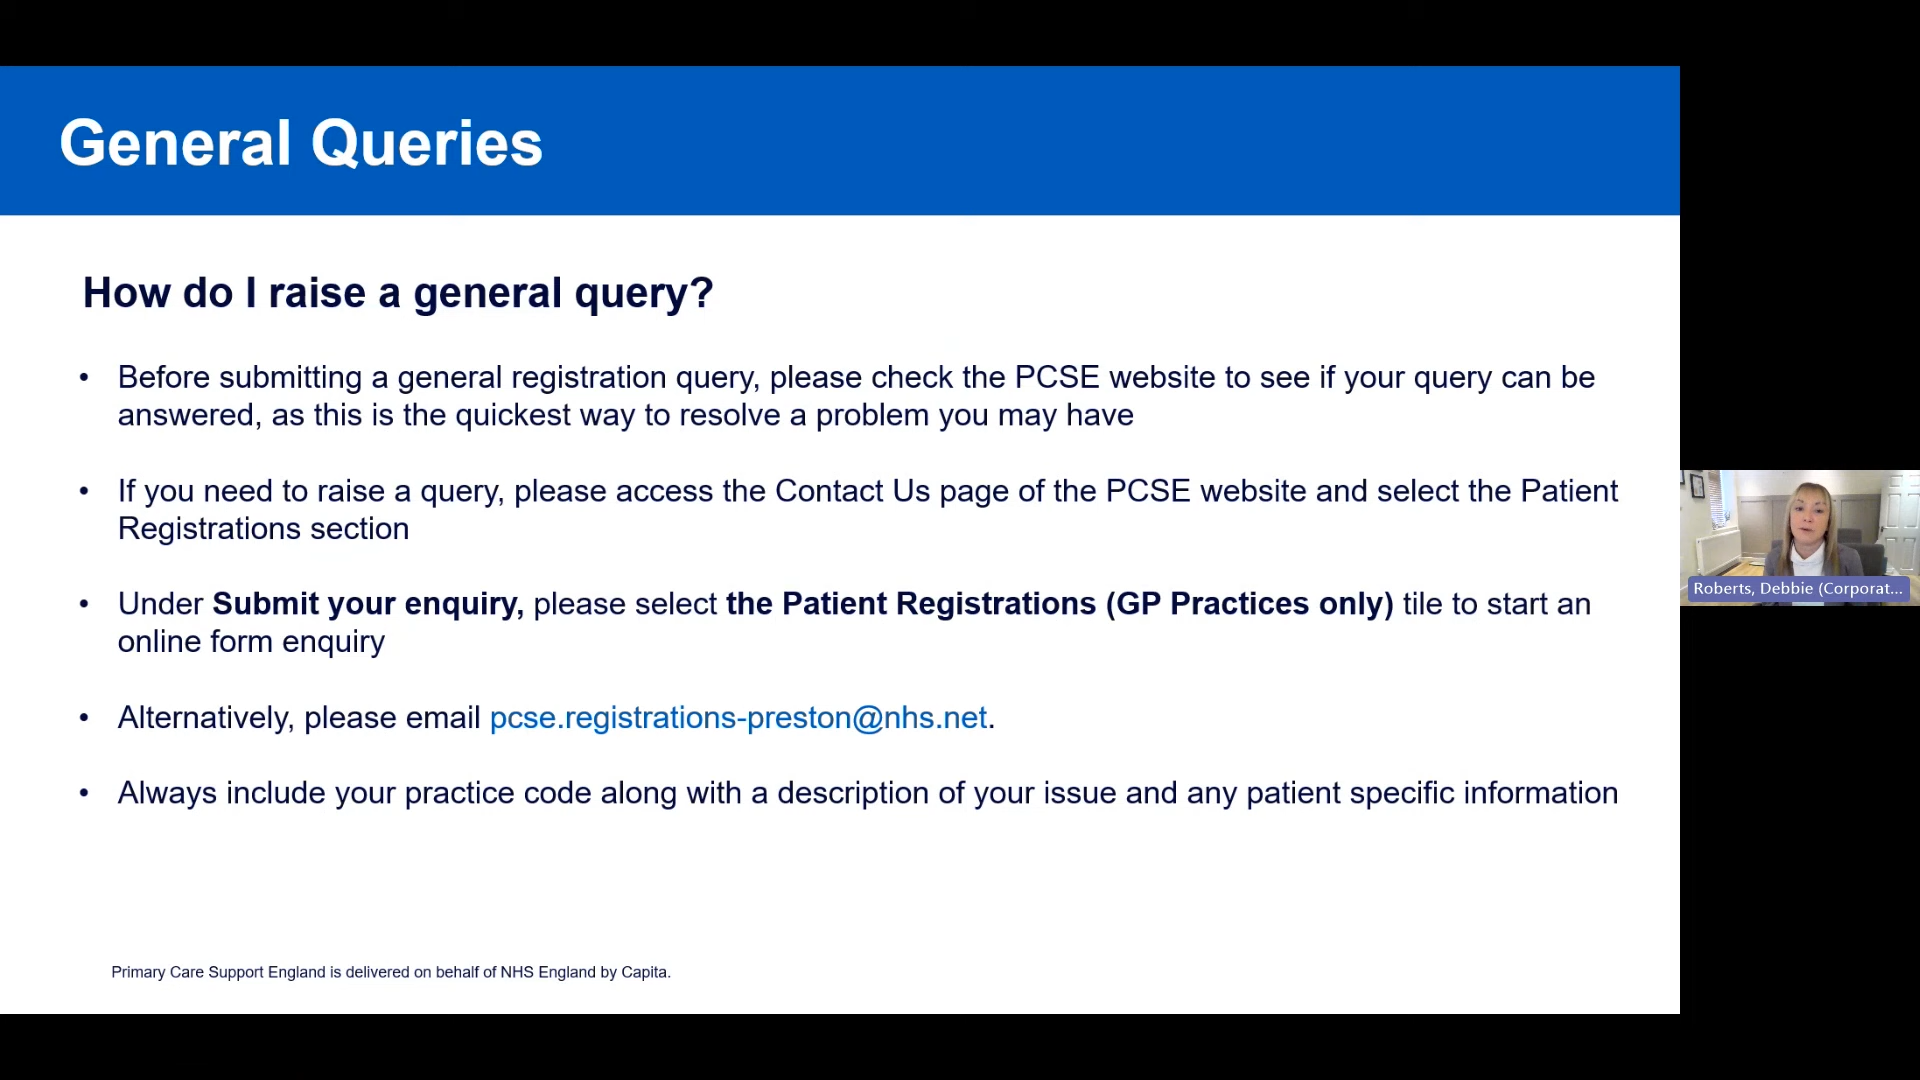 General Queries
How do I raise a general query?
• Before submitting a general registration query, please check the PCSE website to see if your query can be
answered, as this is the quickest way to resolve a problem you may have
• If you need to raise a query, please access the Contact Us page of the PCSE website and select the Patient
Registrations section
• Under Submit your enquiry, please select the Patient Registrations (GP Practices only) tile to start an
online form enquiry
• Alternatively, please email pcse.registrations-preston@nhs.net.
• Always include your practice code along with a description of your issue and any patient specific information
Roberts, Debbie (Corporat...
Primary Care Support England is delivered on behalf of NHS England by Capita.